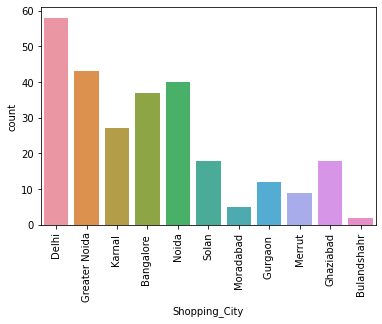 60
50
40
30
20
10
0
count
Delhi
Greater Noida
Karnal
Bangalore
Noida
Solan
Moradabad
Gurgaon
Merrut
Ghaziabad
Bulandshahr
Shopping_City